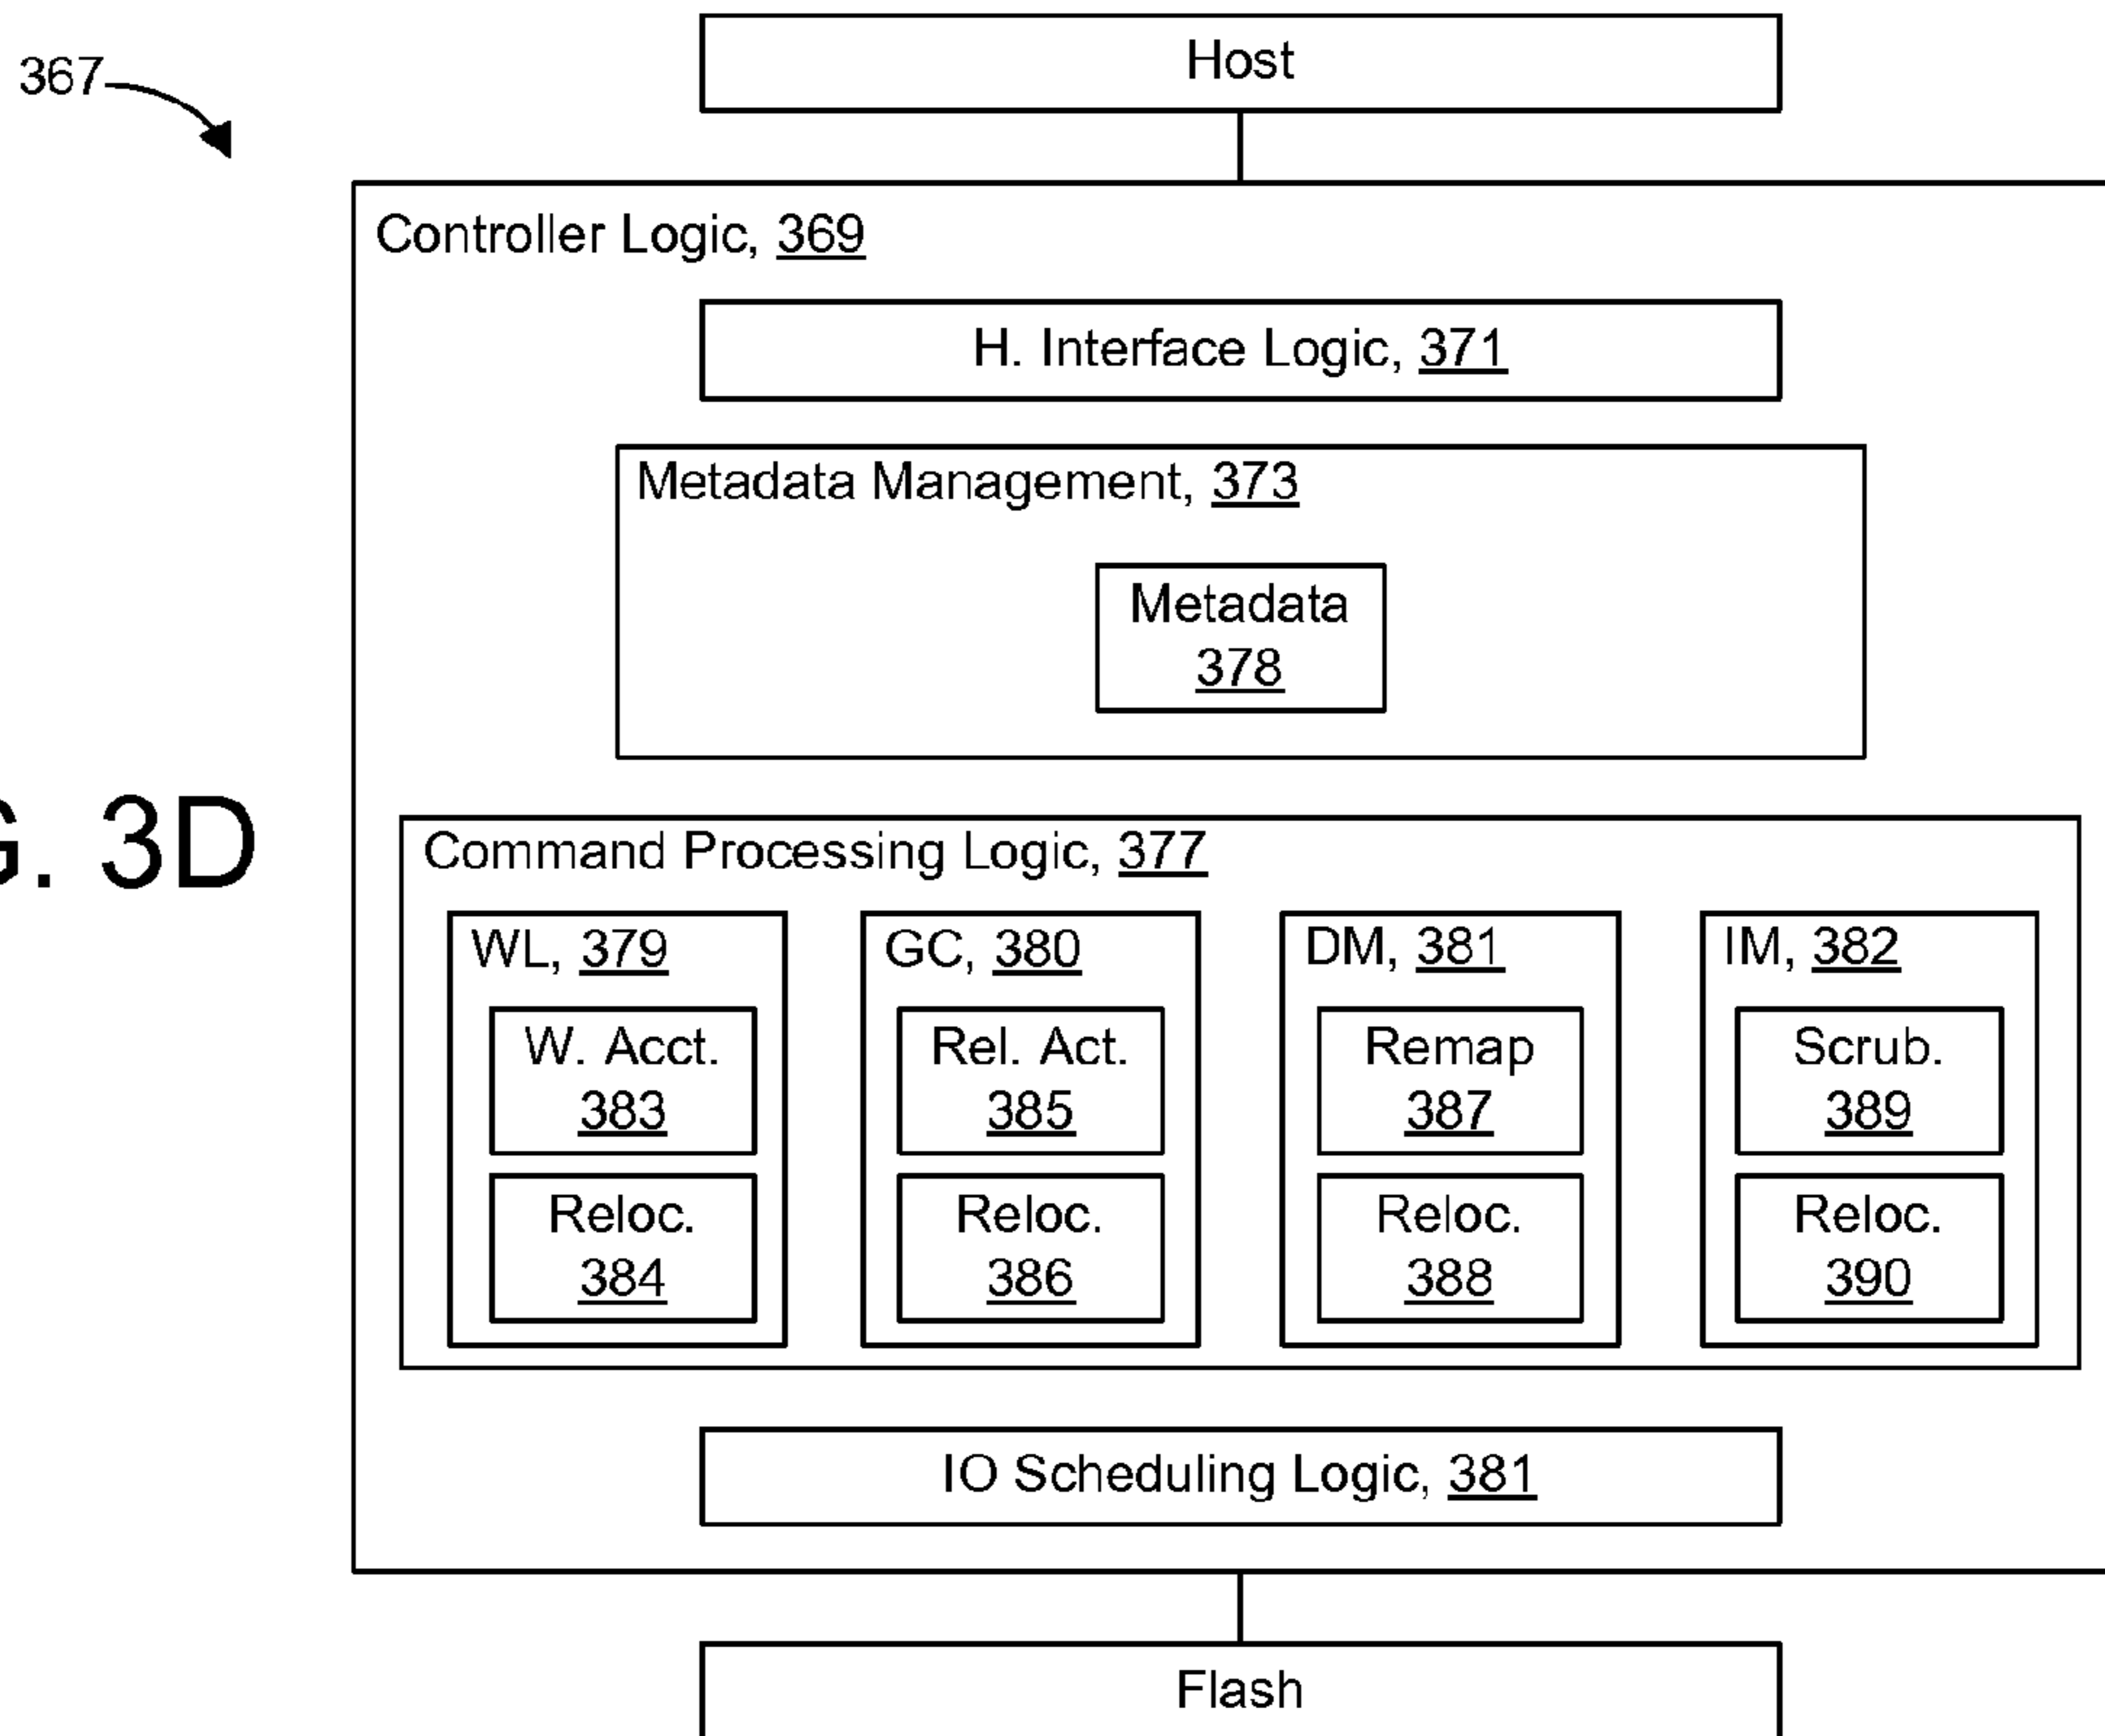 Host
367
Controller Logic, 369
H. Interface Logic, 371
Metadata Management, 373
Metadata
378
G. 3D
Command Processing Logic, 377
WL, 379
W. Acct.
383
Reloc.
384
GC, 380
Rel. Act.
385
Reloc.
386
DM, 381
Remap
387
Reloc.
388
IM, 382
Scrub.
389
Reloc.
390
IO Scheduling Logic, 381
Flash